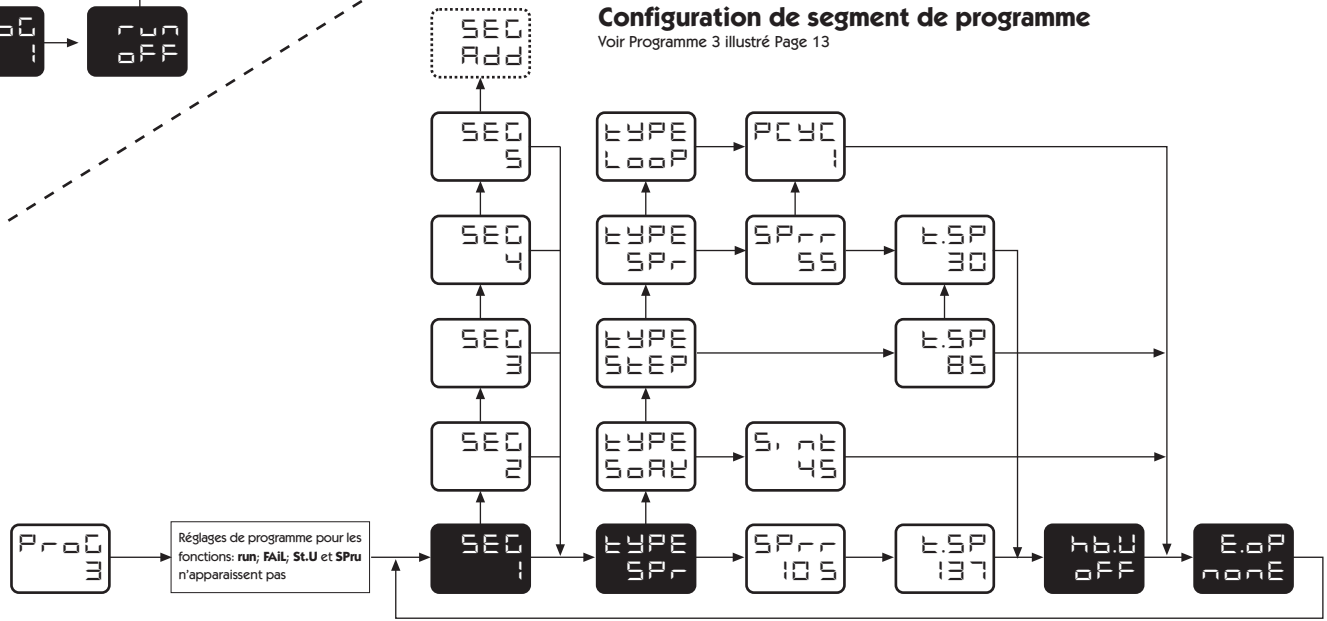 oG
1
run
oFF
Configuration de segment de programme
Voir Programme 3 illustré Page 13
SEG
Add
SEG
5
tYPE
LooP
PCYC
1
SEG
4
tYPE
SPr
SPrr
55
t.SP
30
SEG
3
tYPE
StEP
t.SP
85
SEG
2
tYPE
SoAK
Sint
45
ProG
3
Réglages de programme pour les
fonctions: run; FAiL; St.U et SPru
n'apparaissent pas
SEG
1
tYPE
SPr
SPrr
105
t.SP
137
hb.U
oFF
E.oP
nonE